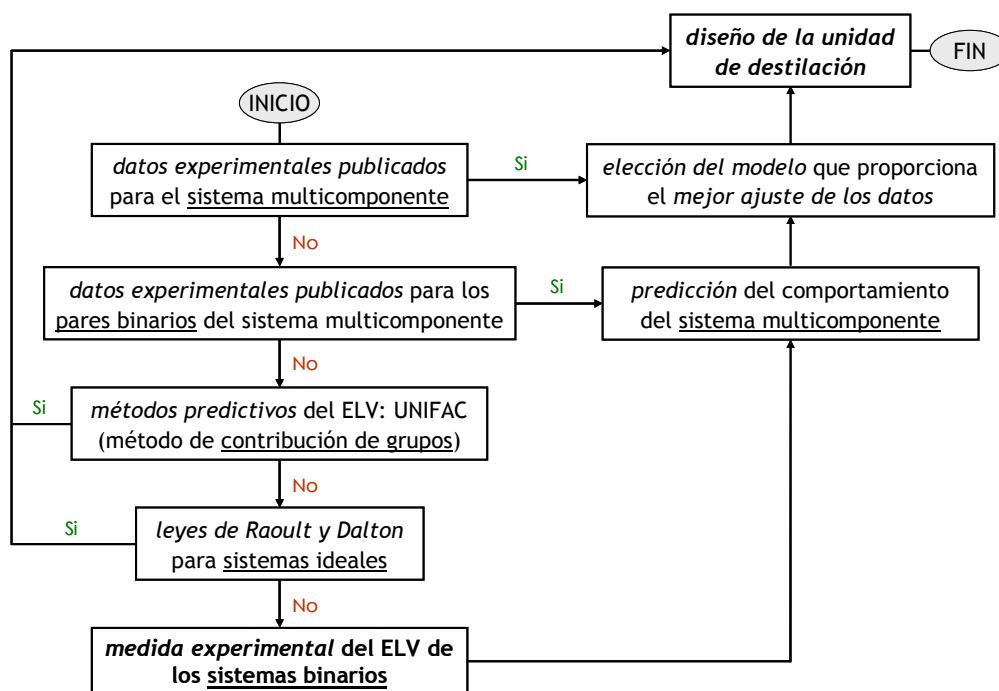 diseño de la unidad
de destilación
FIN
INICIO
datos experimentales publicados
para el sistema multicomponente
Si
elección del modelo que proporciona
el mejor ajuste de los datos
No
datos experimentales publicados para los
pares binarios del sistema multicomponente
Si
predicción del comportamiento
del sistema multicomponente
No
Si
métodos predictivos del ELV: UNIFAC
(método de contribución de grupos)
No
Si
leyes de Raoult y Dalton
para sistemas ideales
No
medida experimental del ELV de
los sistemas binarios